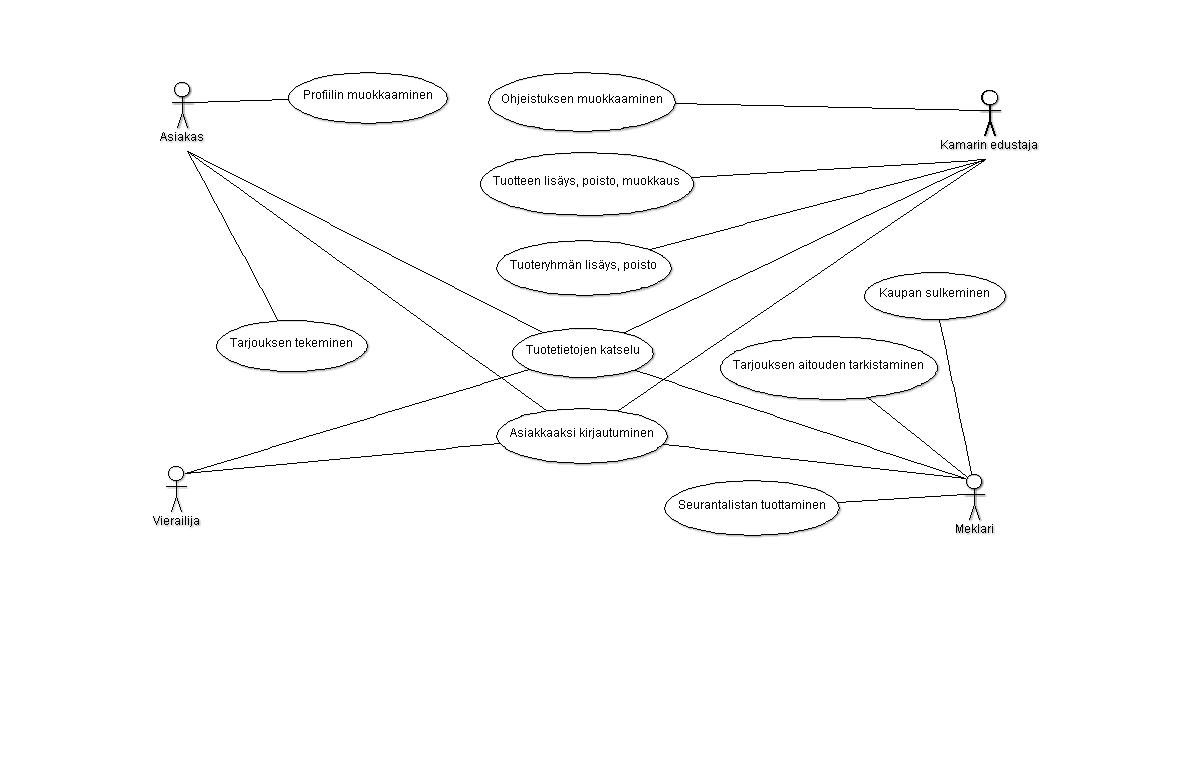 Profiilin muokkaaminen
Ohjeistuksen muokkaaminen
Asiakas
Kamarin edustaja
Tuotteen lisäys, poisto, muokkaus
Tuoteryhmän lisäys, poisto
Kaupan sulkeminen
Tarjouksen tekeminen
Tuotetietojen katselu
Tarjouksen aitouden tarkistaminen
Asiakkaaksi kirjautuminen
Seurantalistan tuottaminen
Vierailija
Meklari